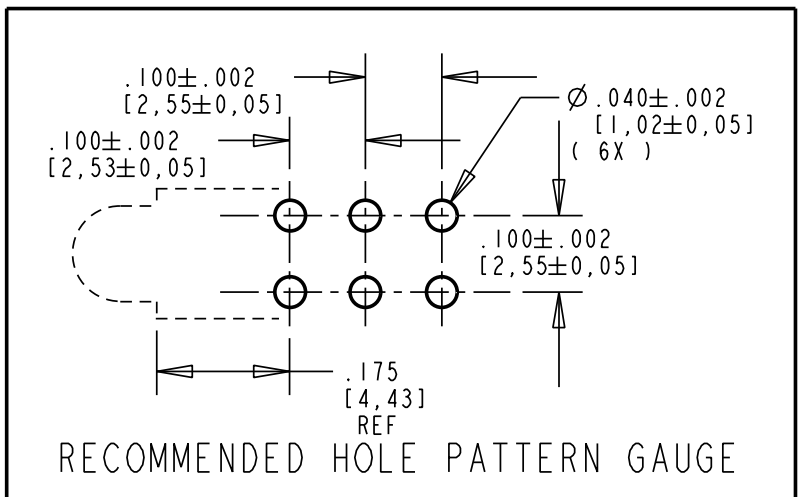 .100±.002
[2,55±0,05]
.100±.002
[2,53±0,05]
Ø .040±.002
[1,02±0,05]
( 6X )
.100±.002
[2,55±0,05]
.175
[4,43]
REF
RECOMMENDED HOLE PATTERN GAUGE